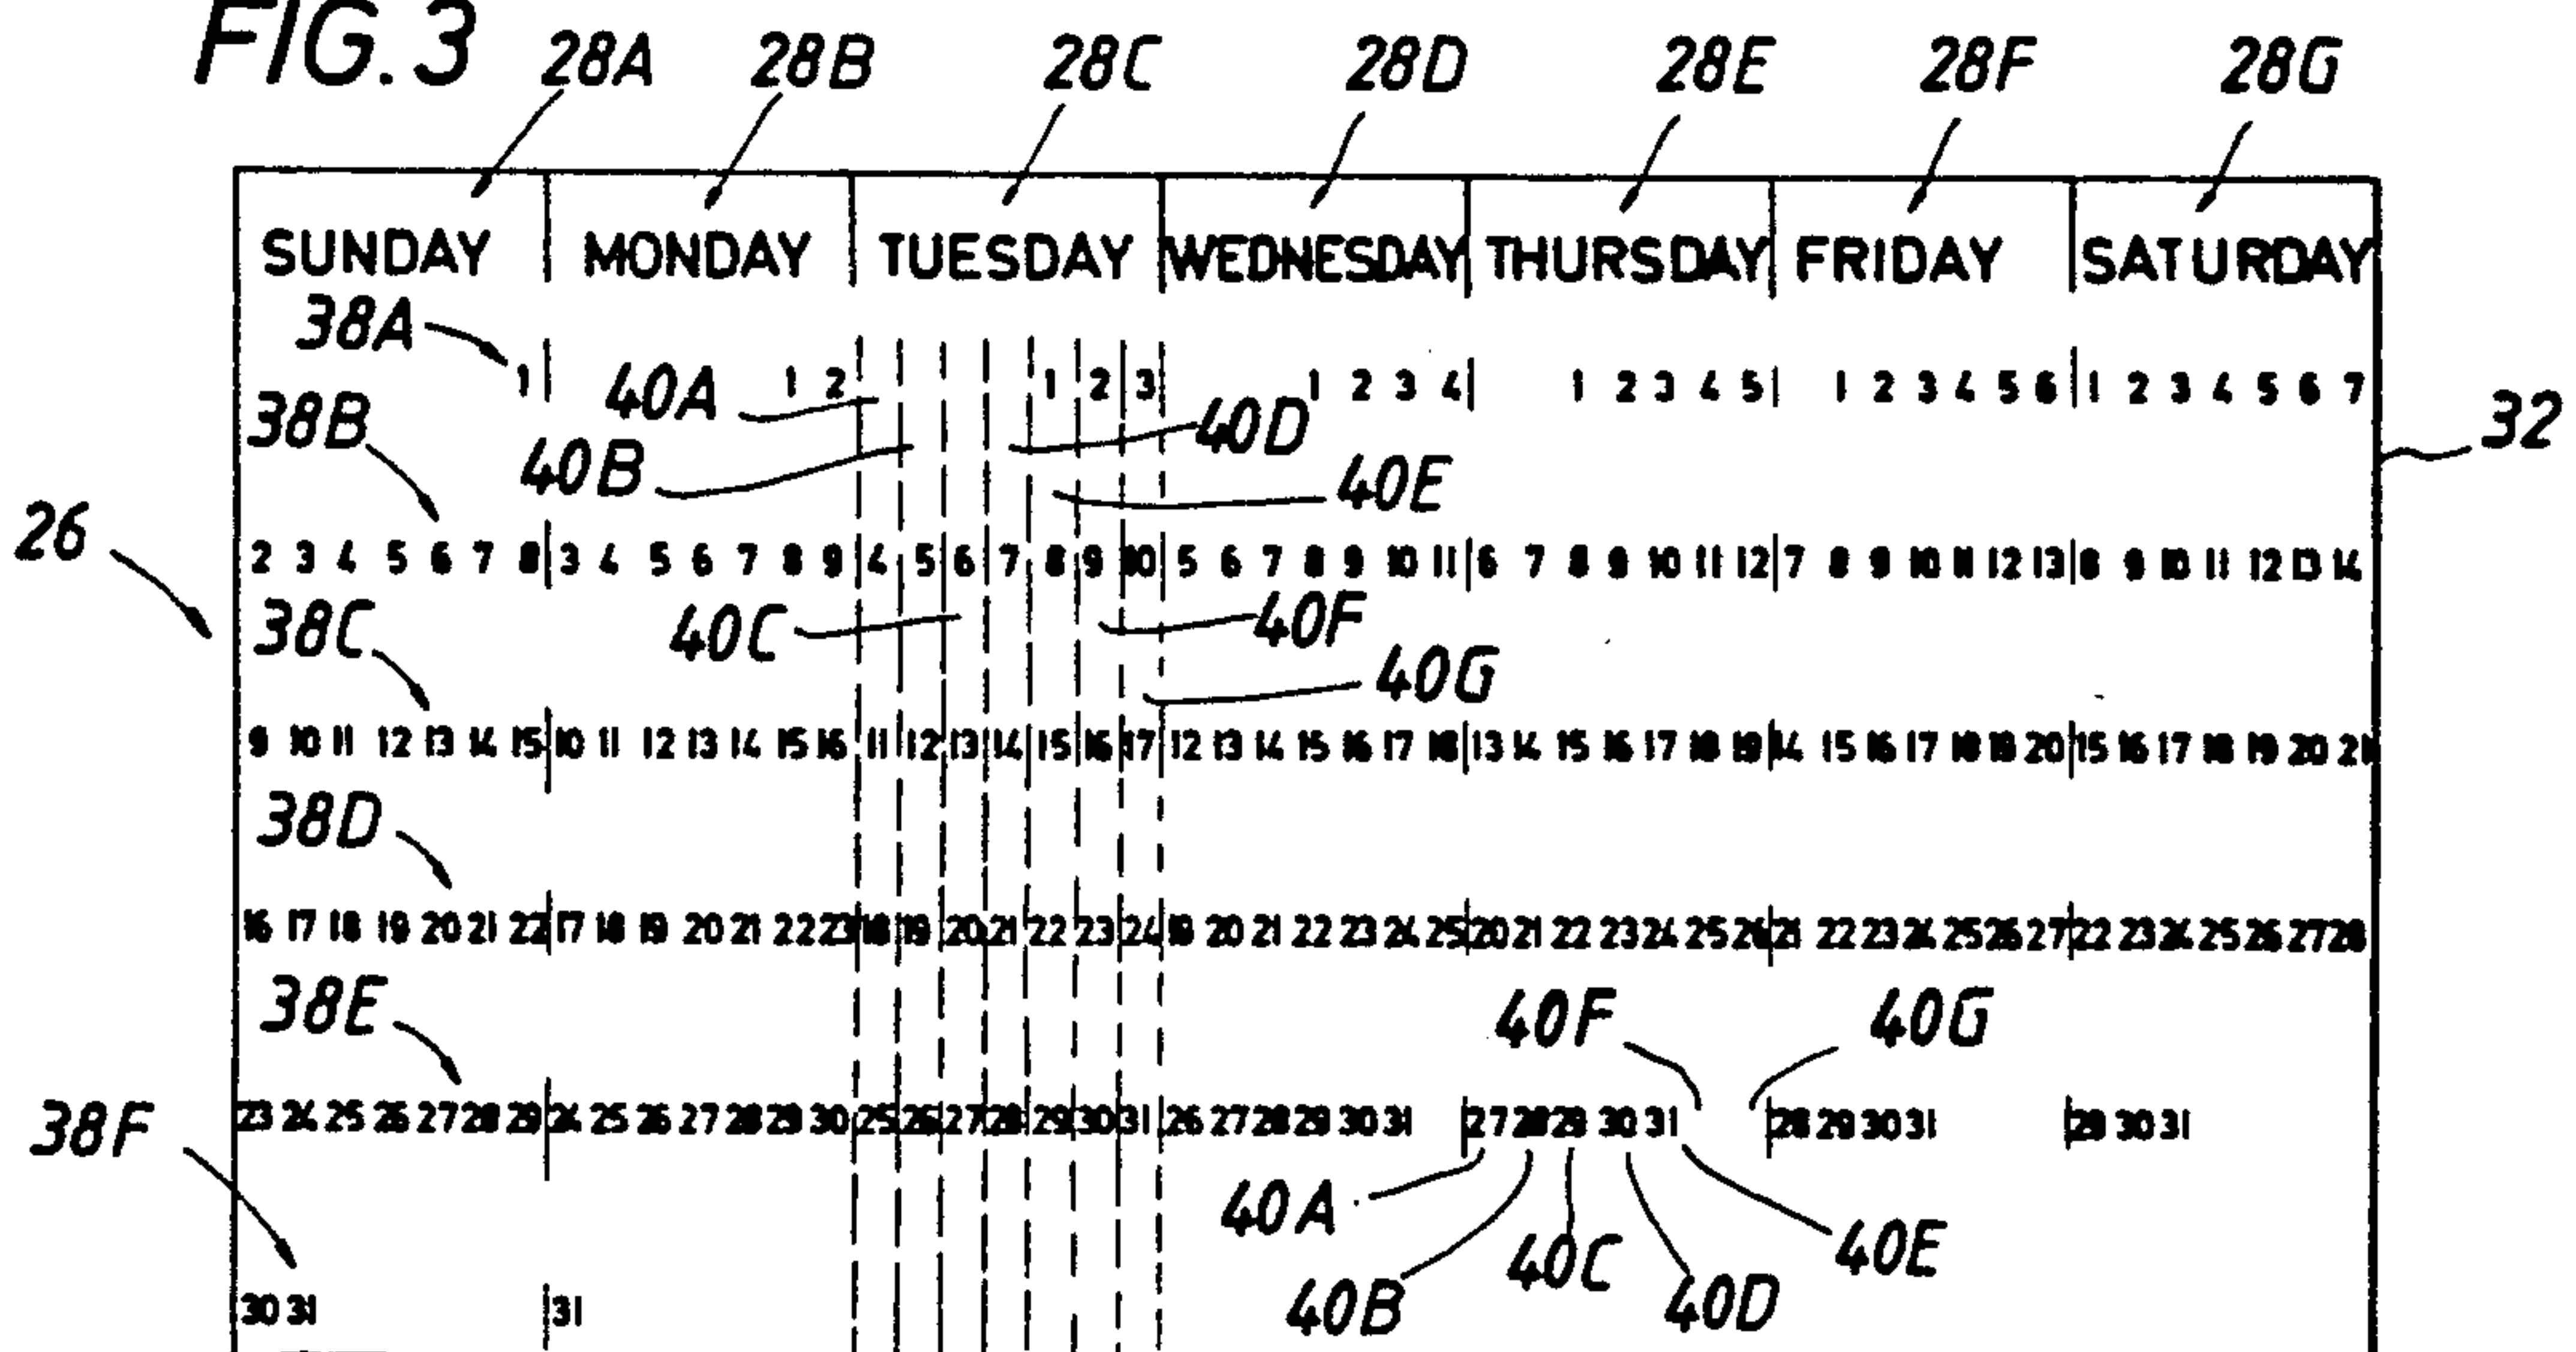 FIG. 3
28A 28B 28C 28D 28E 28F 28G
SUNDAY MONDAY TUESDAY WEDNESDAY THURSDAY FRIDAY SATURDAY
38A
1 1 2 1 2 3 1 2 3 4 1 2 3 4 5 1 2 3 4 5 6 1 2 3 4 5 6 7
40A
38B 40D 32
40B 40E
26
2 3 4 5 6 7 8 3 4 5 6 7 8 9 4 5 6 7 8 9 10 5 6 7 8 9 10 11 6 7 8 9 10 11 12 7 8 9 10 11 12 13 8 9 10 11 12 13 14
38C 40C 40F
40G
9 10 11 12 13 14 15 10 11 12 13 14 15 16 11 12 13 14 15 16 17 12 13 14 15 16 17 18 13 14 15 16 17 18 19 14 15 16 17 18 19 20 15 16 17 18 19 20 21
38D
16 17 18 19 20 21 22 17 18 19 20 21 22 23 18 19 20 21 22 23 24 19 20 21 22 23 24 25 20 21 22 23 24 25 26 21 22 23 24 25 26 27 22 23 24 25 26 27 28
38E 40F 40G
38F
23 24 25 26 27 28 29 24 25 26 27 28 29 30 25 26 27 28 29 30 31 26 27 28 29 30 31 27 28 29 30 31 28 29 30 31 29 30 31
40A 40E
40B 40C 40D
30 31 31